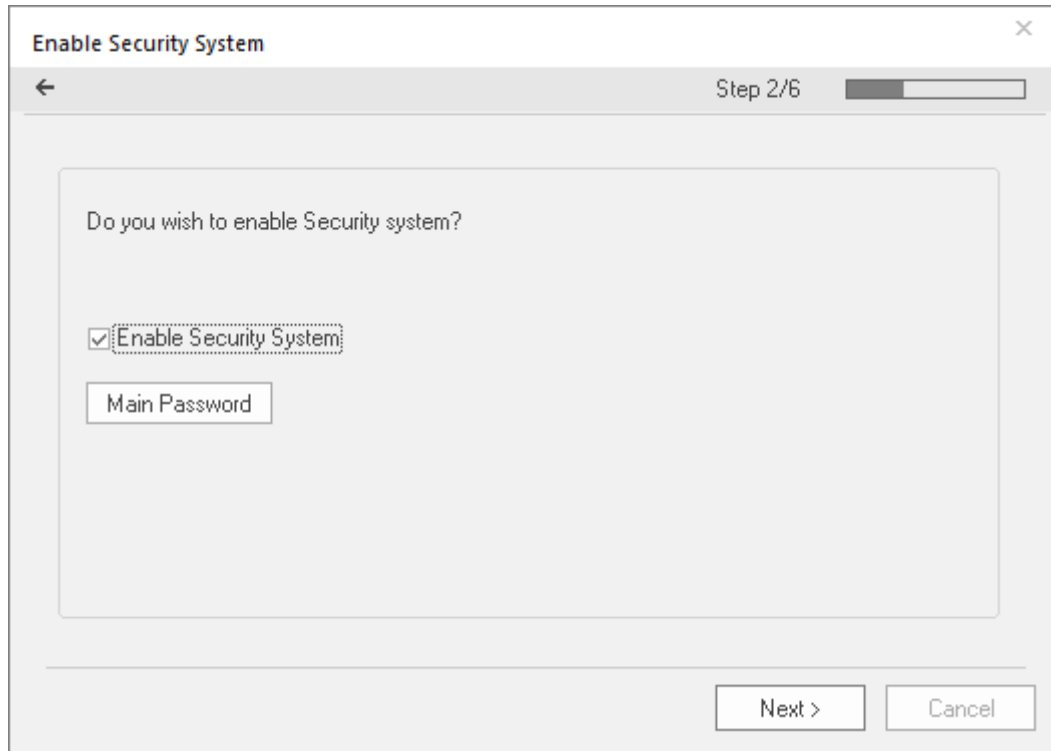 Enable Security System
Step 2/6
Do you wish to enable Security system?
Enable Security System
Main Password
Next >
Cancel